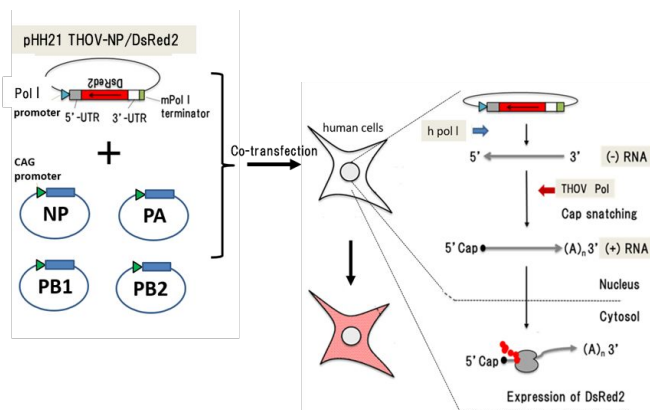 pHH21 THOV-NP/DsRed2
DsRed2
Pol I
promoter
mPol I
terminator
5'-UTR
3'-UTR
+
CAG
promoter
NP
PA
PB1
PB2
Co-transfection
human cells
h pol I
5'
3'
(-) RNA
THOV Pol
Cap snatching
5' Cap
(A)n 3'
(+) RNA
Nucleus
Cytosol
5' Cap
(A)n 3'
Expression of DsRed2